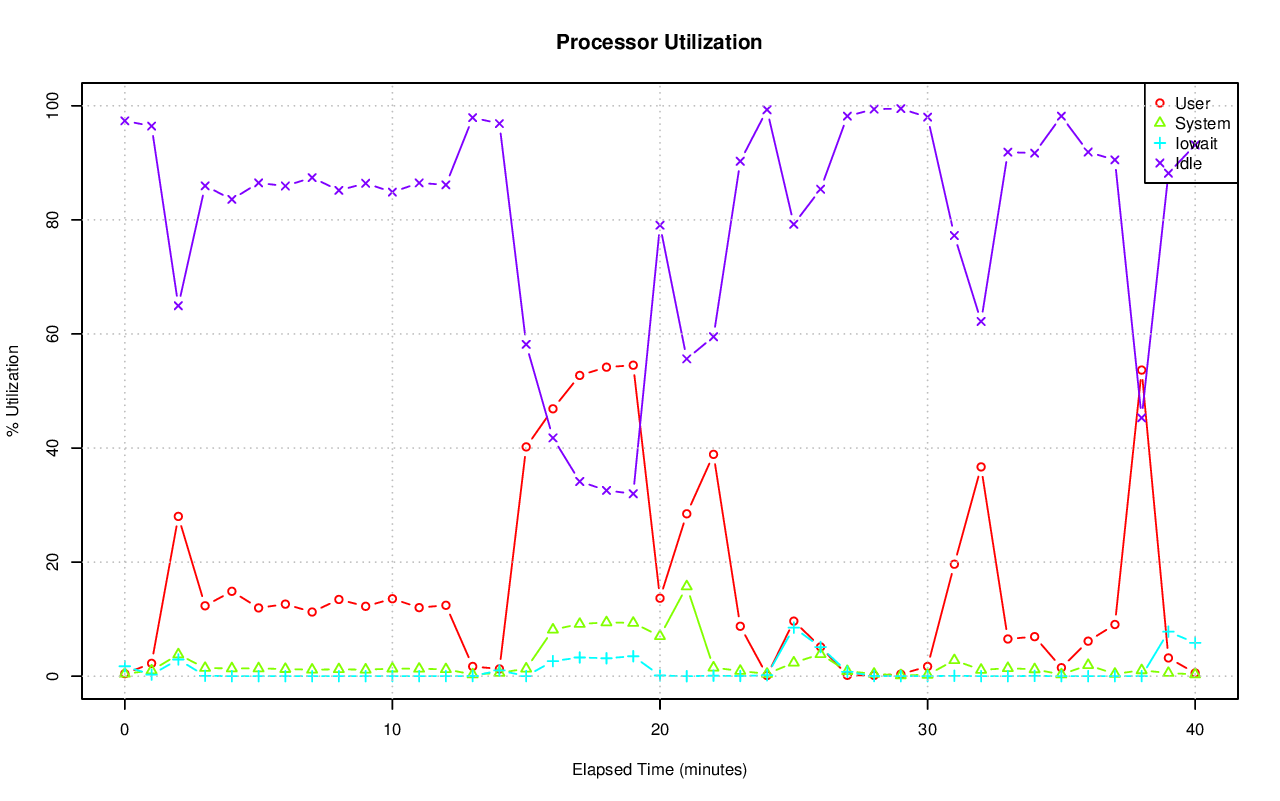 Processor Utilization
% Utilization
100
80
60
40
20
0
User
System
Iowait
Idle
0 10 20 30 40
Elapsed Time (minutes)